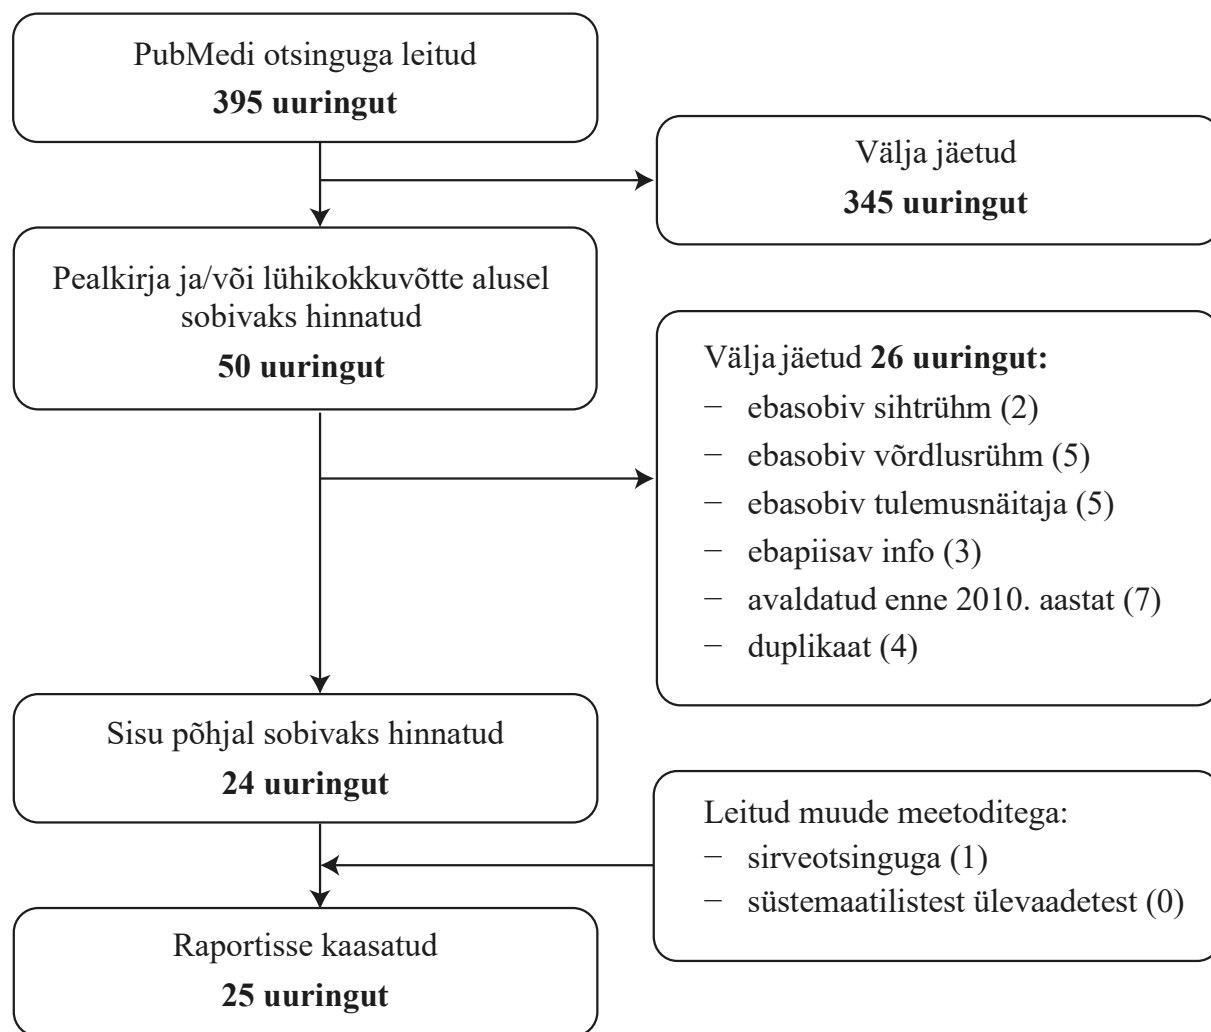 PubMedi otsinguga leitud
395 uuringut
Välja jäetud
345 uuringut
Pealkirja ja/või lühikokkuvõtte alusel
sobivaks hinnatud
50 uuringut
Välja jäetud 26 uuringut:
− ebasobiv sihtrühm (2)
− ebasobiv võrdlusrühm (5)
− ebasobiv tulemusnäitaja (5)
− ebapiisav info (3)
− avaldatud enne 2010. aastat (7)
− duplikaat (4)
Sisu põhjal sobivaks hinnatud
24 uuringut
Leitud muude meetoditega:
− sirveotsinguga (1)
− süstemaatilistest ülevaadetest (0)
Raportisse kaasatud
25 uuringut